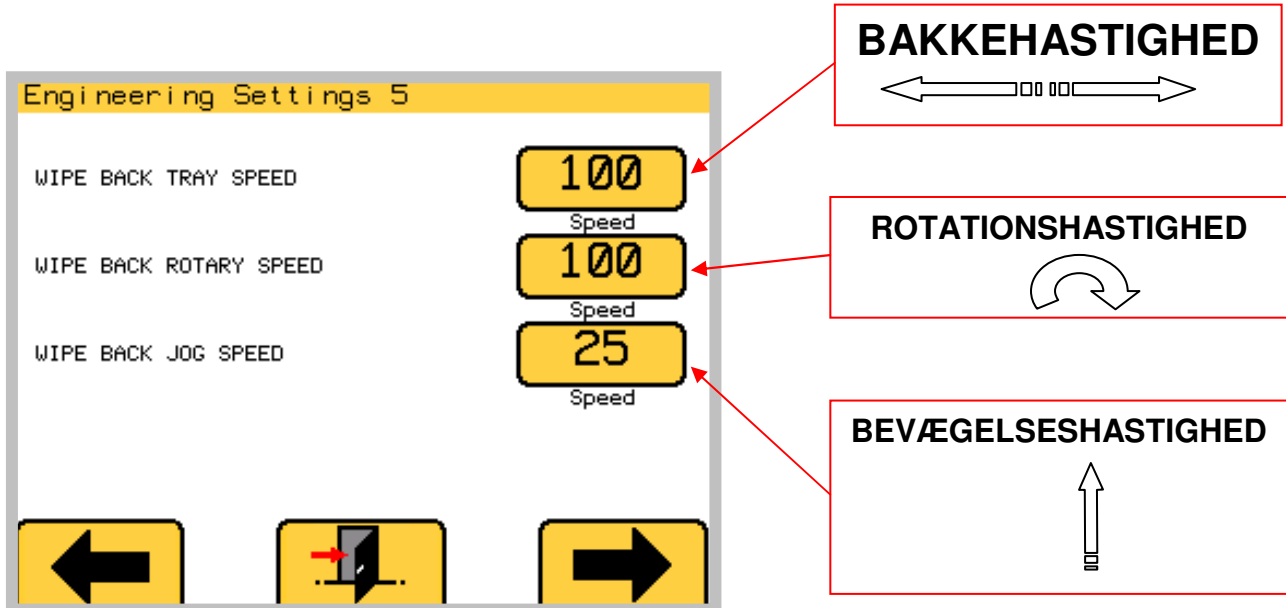 Engineering Settings 5
WIPE BACK TRAY SPEED
100
Speed
WIPE BACK ROTARY SPEED
100
Speed
WIPE BACK JOG SPEED
25
Speed
BAKKEHASTIGHED
ROTATIONSHASTIGHED
BEVÆGELSESHASTIGHED